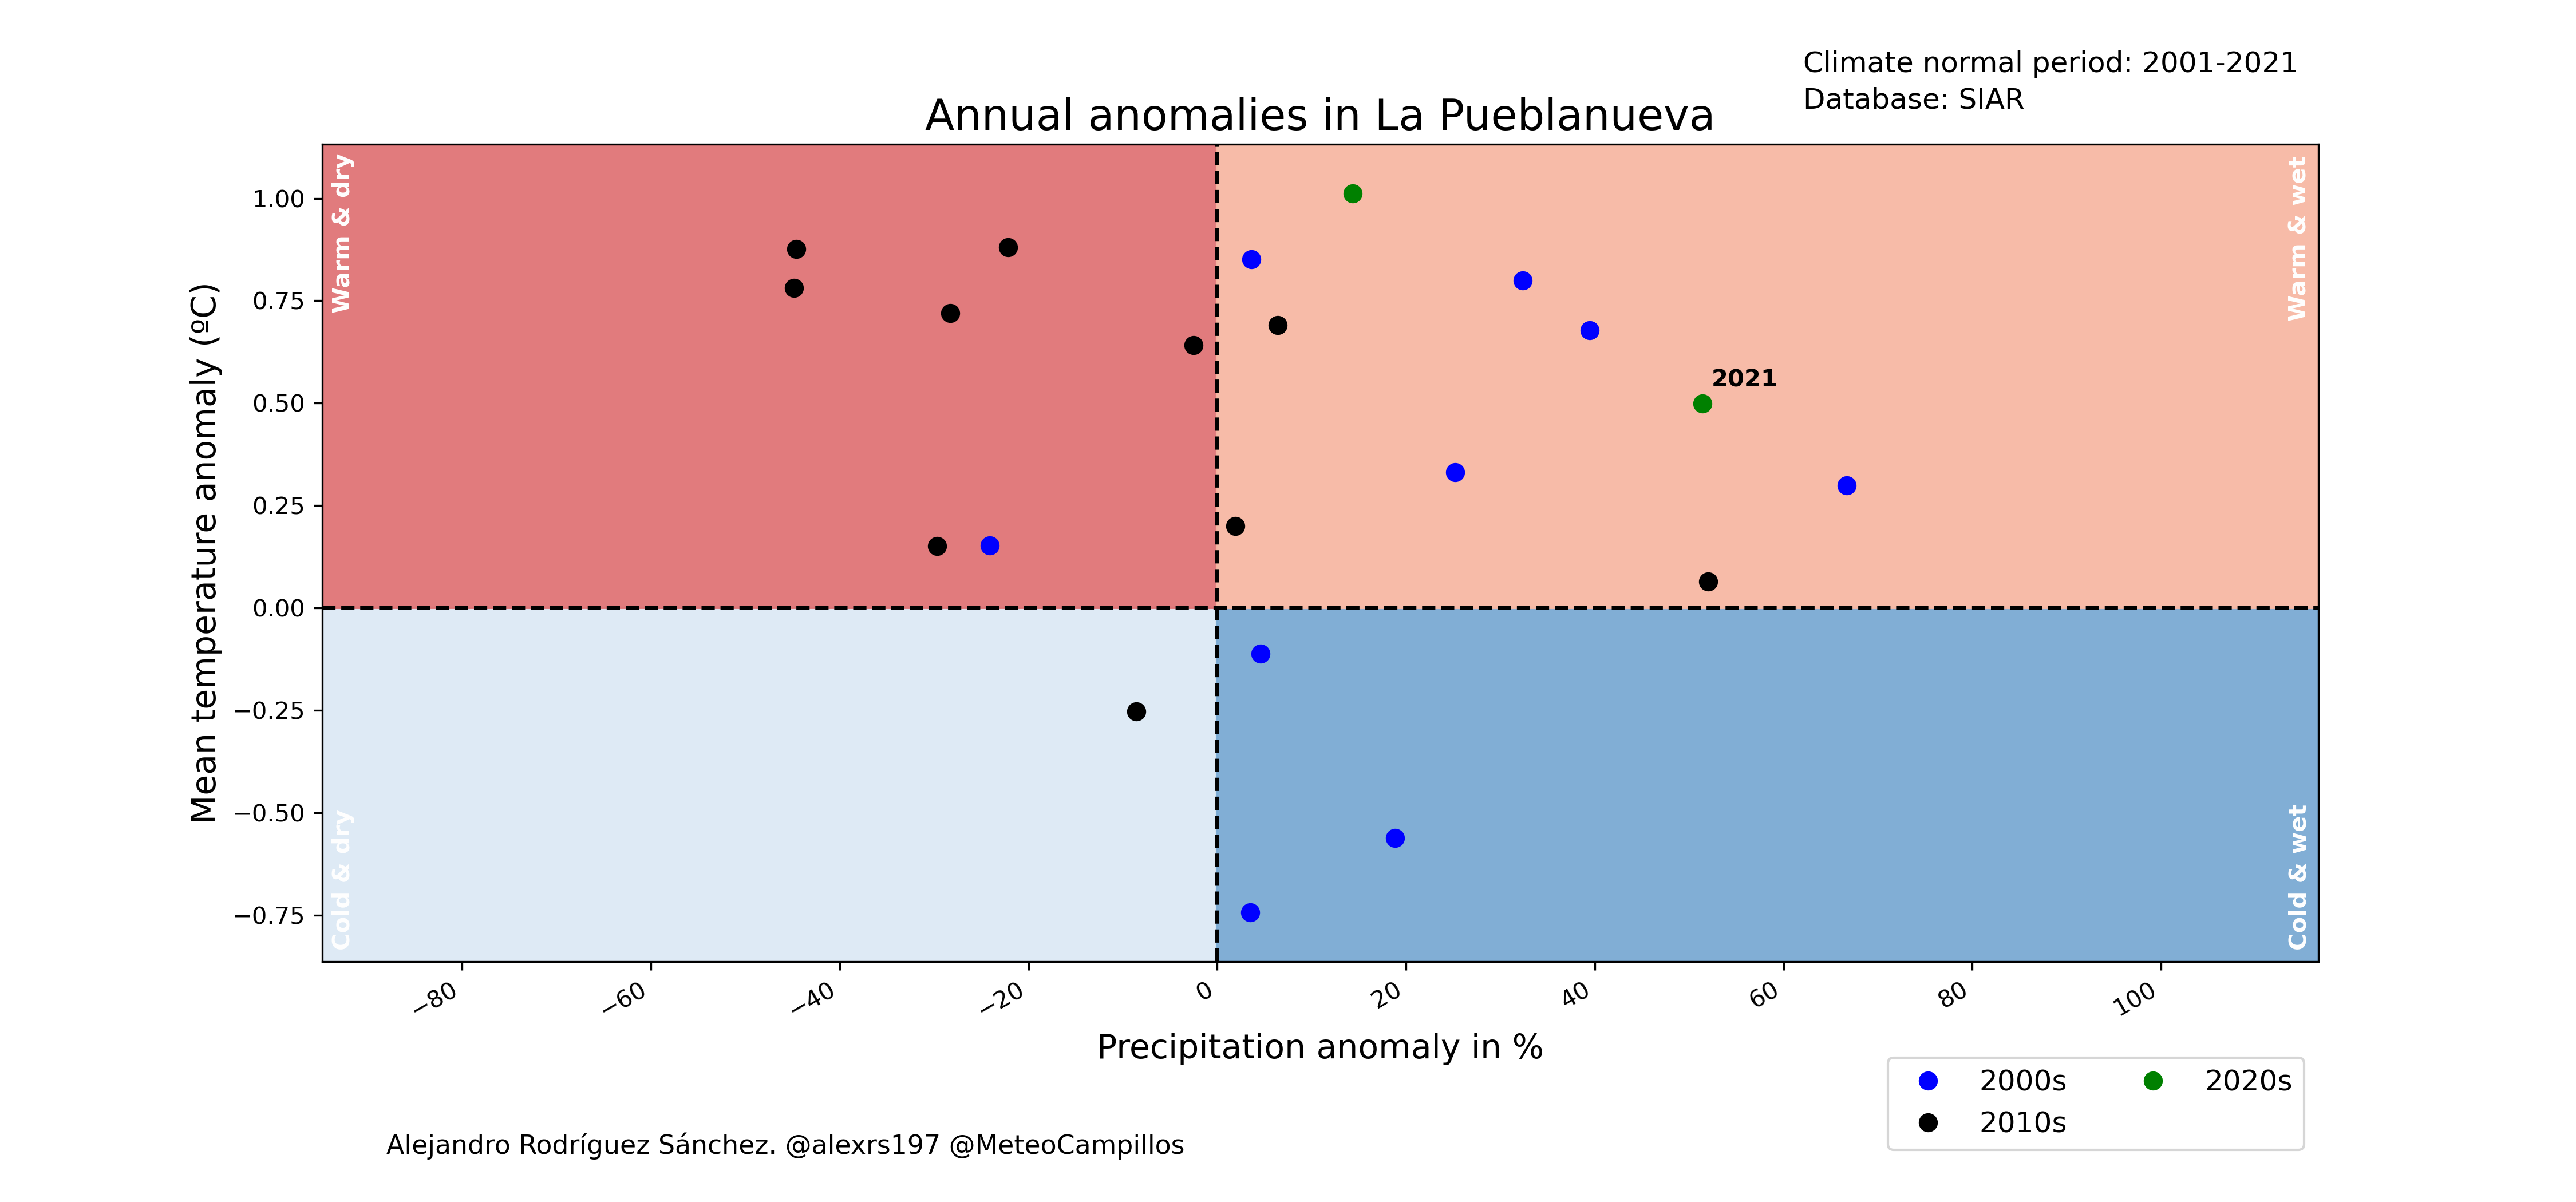 Climate normal period: 2001-2021
Database: SIAR
Annual anomalies in La Pueblanueva
Warm & dry
Warm & wet
Mean temperature anomaly (ºC)
1.00
0.75
0.50
0.25
0.00
−0.25
−0.50
−0.75
2021
Cold & dry
Cold & wet
−80
−60
−40
−20
0
20
40
60
80
100
Precipitation anomaly in %
2000s
2010s
2020s
Alejandro Rodríguez Sánchez. @alexrs197 @MeteoCampillos